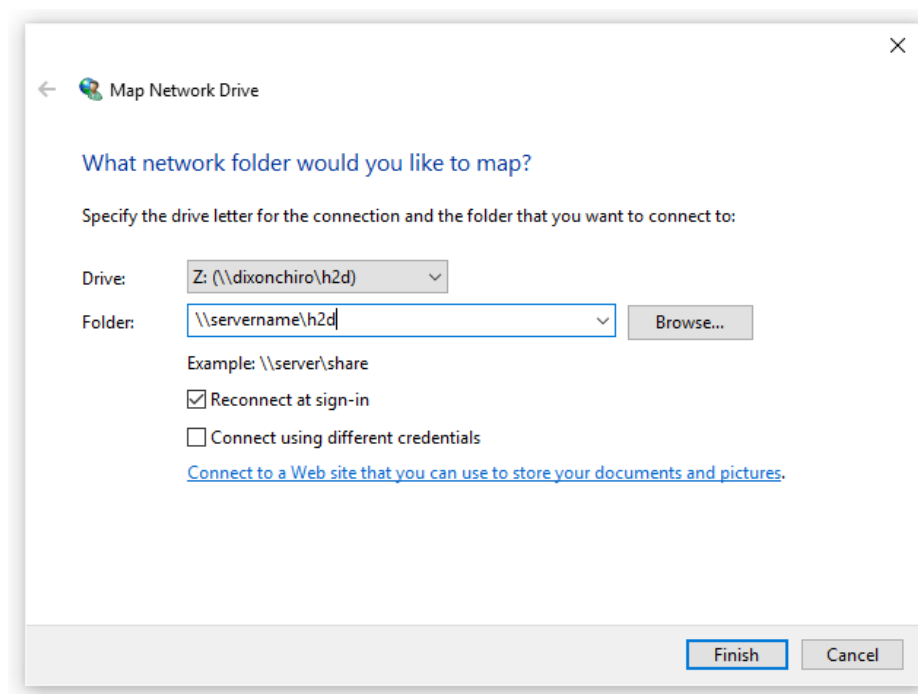 Map Network Drive
What network folder would you like to map?
Specify the drive letter for the connection and the folder that you want to connect to:
Drive: Z: (\\dixonchiro\h2d)
Folder: \\servername\h2d Browse...
Example: \\server\share
Reconnect at sign-in
Connect using different credentials
Connect to a Web site that you can use to store your documents and pictures.
Finish Cancel